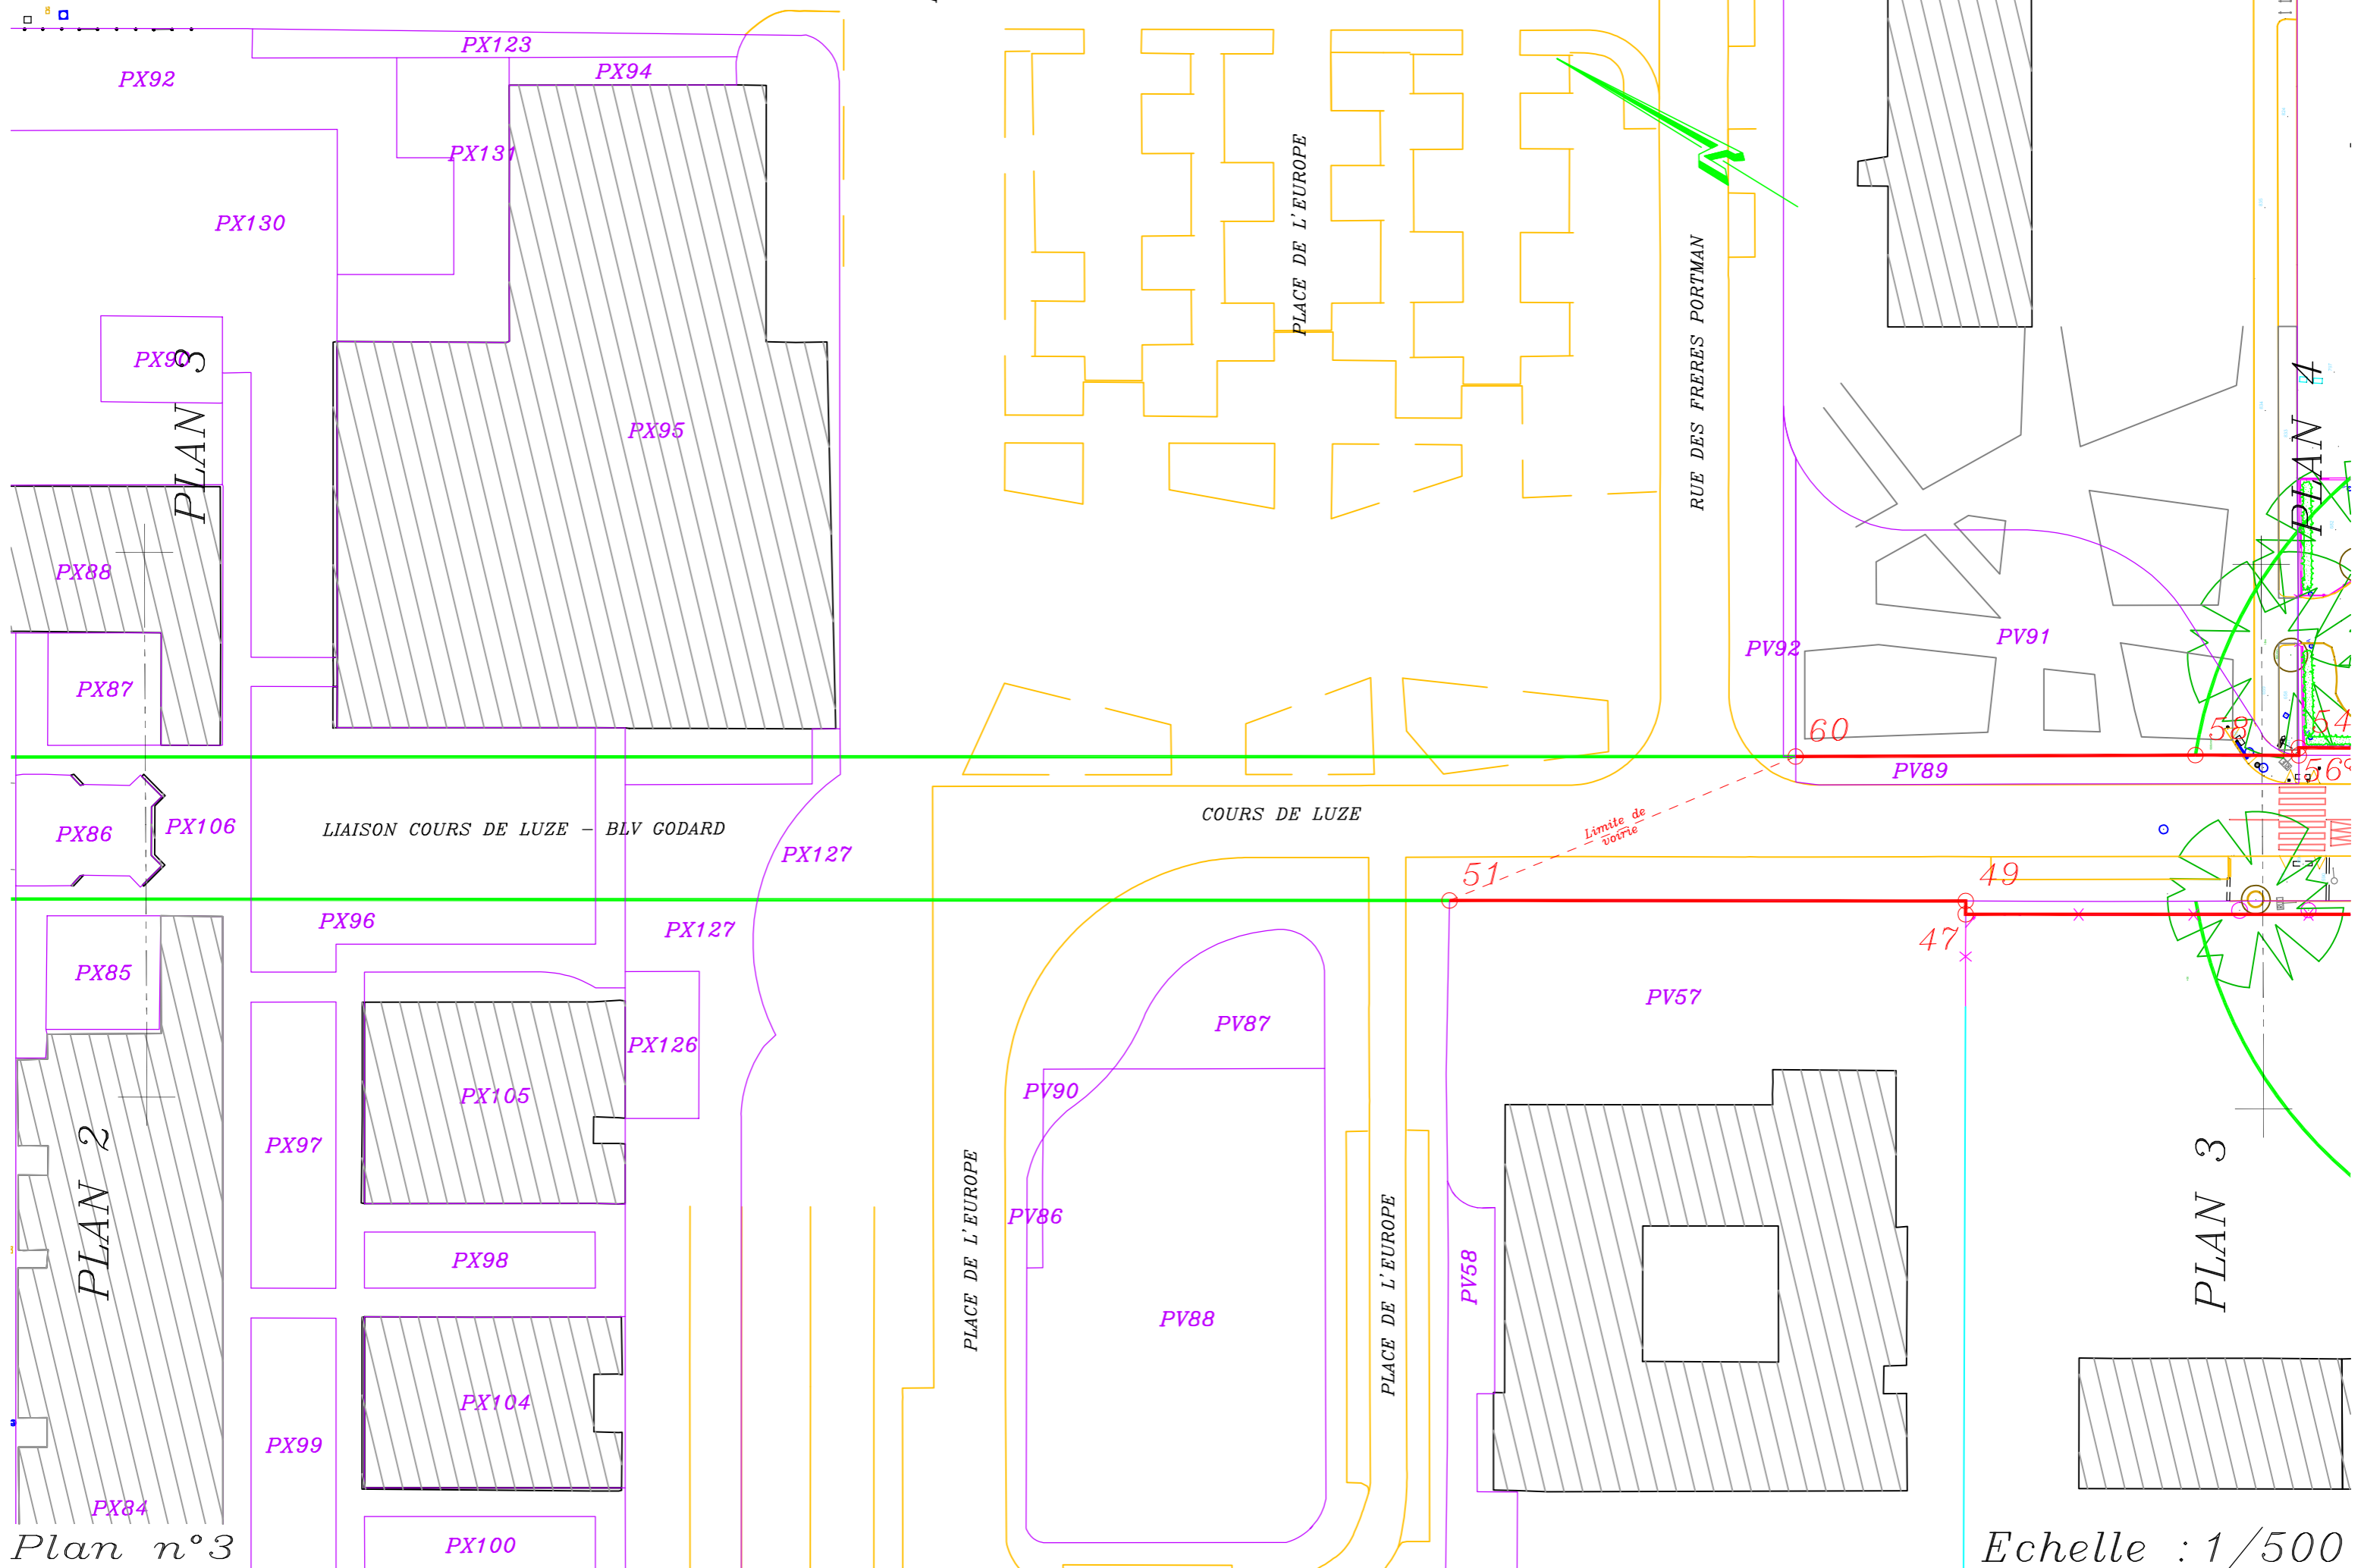 PX123
PX94
PX92
PX131
PX130
PX90
PLAN 3
PX95
PLACE DE L'EUROPE
RUE DES FRERES PORTMAN
N
PLAN 4
PX88
PX87
PV92
PV91
60
58
54
56
PV89
PX86
PX106
LIAISON COURS DE LUZE - BLV GODARD
PX127
COURS DE LUZE
Limite de
voirie
51
49
47
PX96
PX127
PX85
PV57
PV87
PX126
PV90
PX105
PX97
PLAN 2
PV86
PX98
PLACE DE L'EUROPE
PLACE DE L'EUROPE
PV58
PLAN 3
PV88
PX104
PX99
PX84
PX100
Plan n°3
Echelle : 1/500